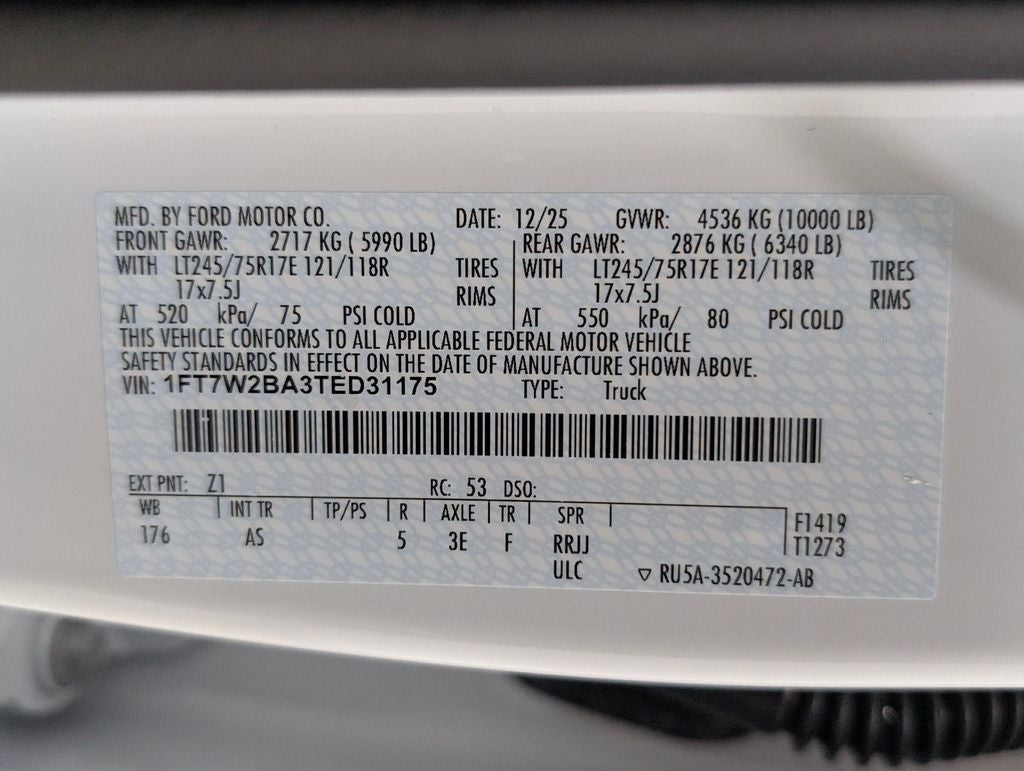 MFD. BY FORD MOTOR CO. DATE: 12/25 GVWR: 4536 KG (10000 LB)
FRONT GAWR: 2717 KG ( 5990 LB) REAR GAWR: 2876 KG ( 6340 LB)
WITH LT245/75R17E 121/118R TIRES WITH LT245/75R17E 121/118R TIRES
17x7.5J RIMS 17x7.5J RIMS
AT 520 kPa/ 75 PSI COLD AT 550 kPa/ 80 PSI COLD
THIS VEHICLE CONFORMS TO ALL APPLICABLE FEDERAL MOTOR VEHICLE
SAFETY STANDARDS IN EFFECT ON THE DATE OF MANUFACTURE SHOWN ABOVE.
VIN: 1FT7W2BA3TED31175 TYPE: Truck
EXT PNT: Z1 RC: 53 DSO:
WB INT TR TP/PS R AXLE TR SPR F1419
176 AS 5 3E F RRJJ T1273
ULC ▽ RU5A-3520472-AB